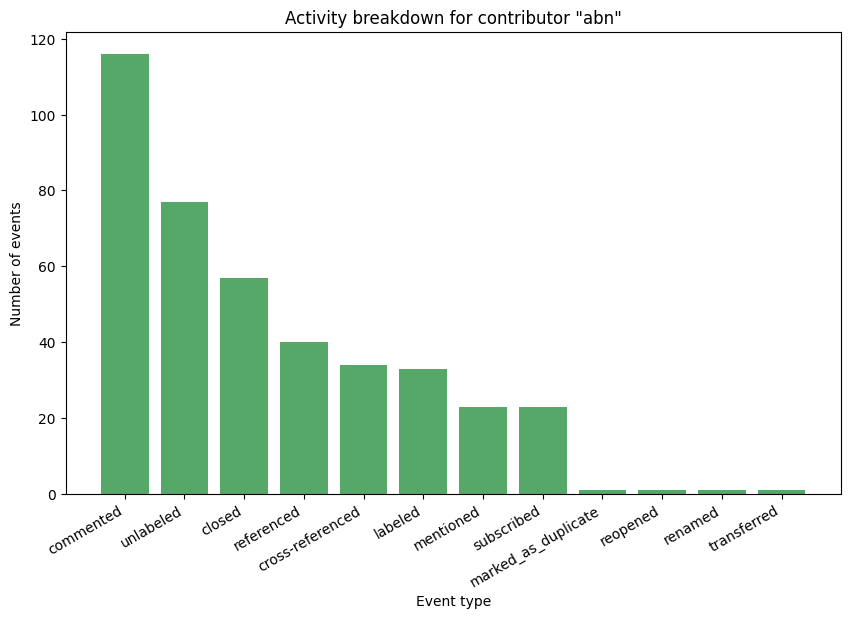 Activity breakdown for contributor "abn"
120
100
80
60
40
20
0
Number of events
commented
unlabeled
closed
referenced
cross-referenced
labeled
mentioned
subscribed
marked_as_duplicate
reopened
renamed
transferred
Event type